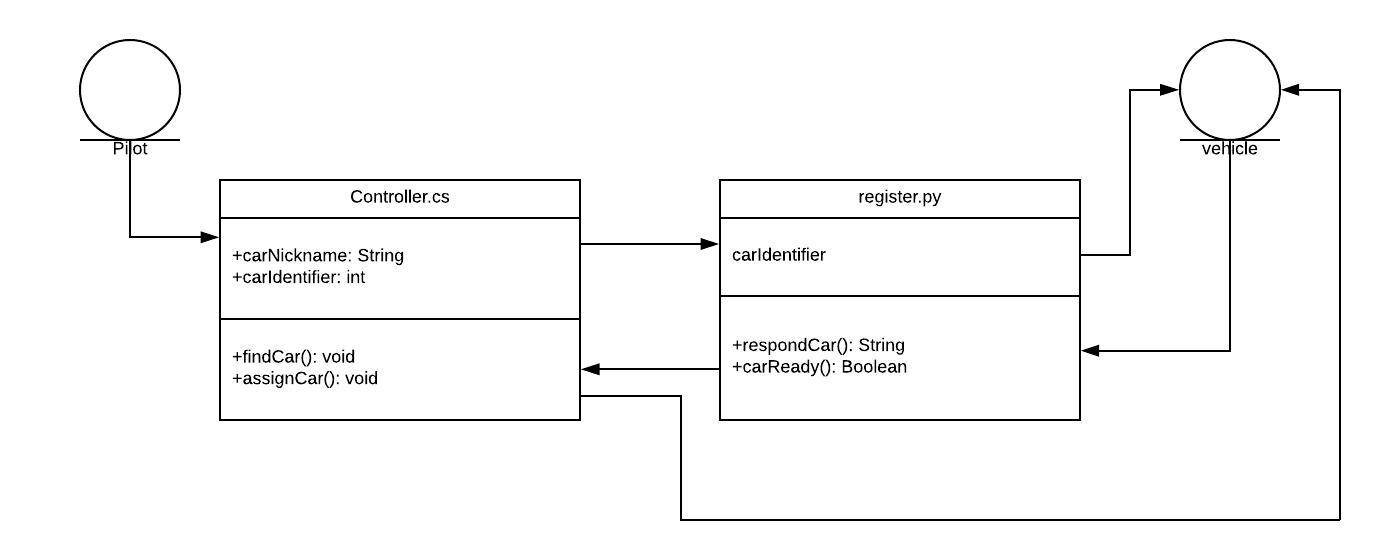 Pilot
vehicle
Controller.cs
+carNickname: String
+carIdentifier: int
+findCar(): void
+assignCar(): void
register.py
carIdentifier
+respondCar(): String
+carReady(): Boolean